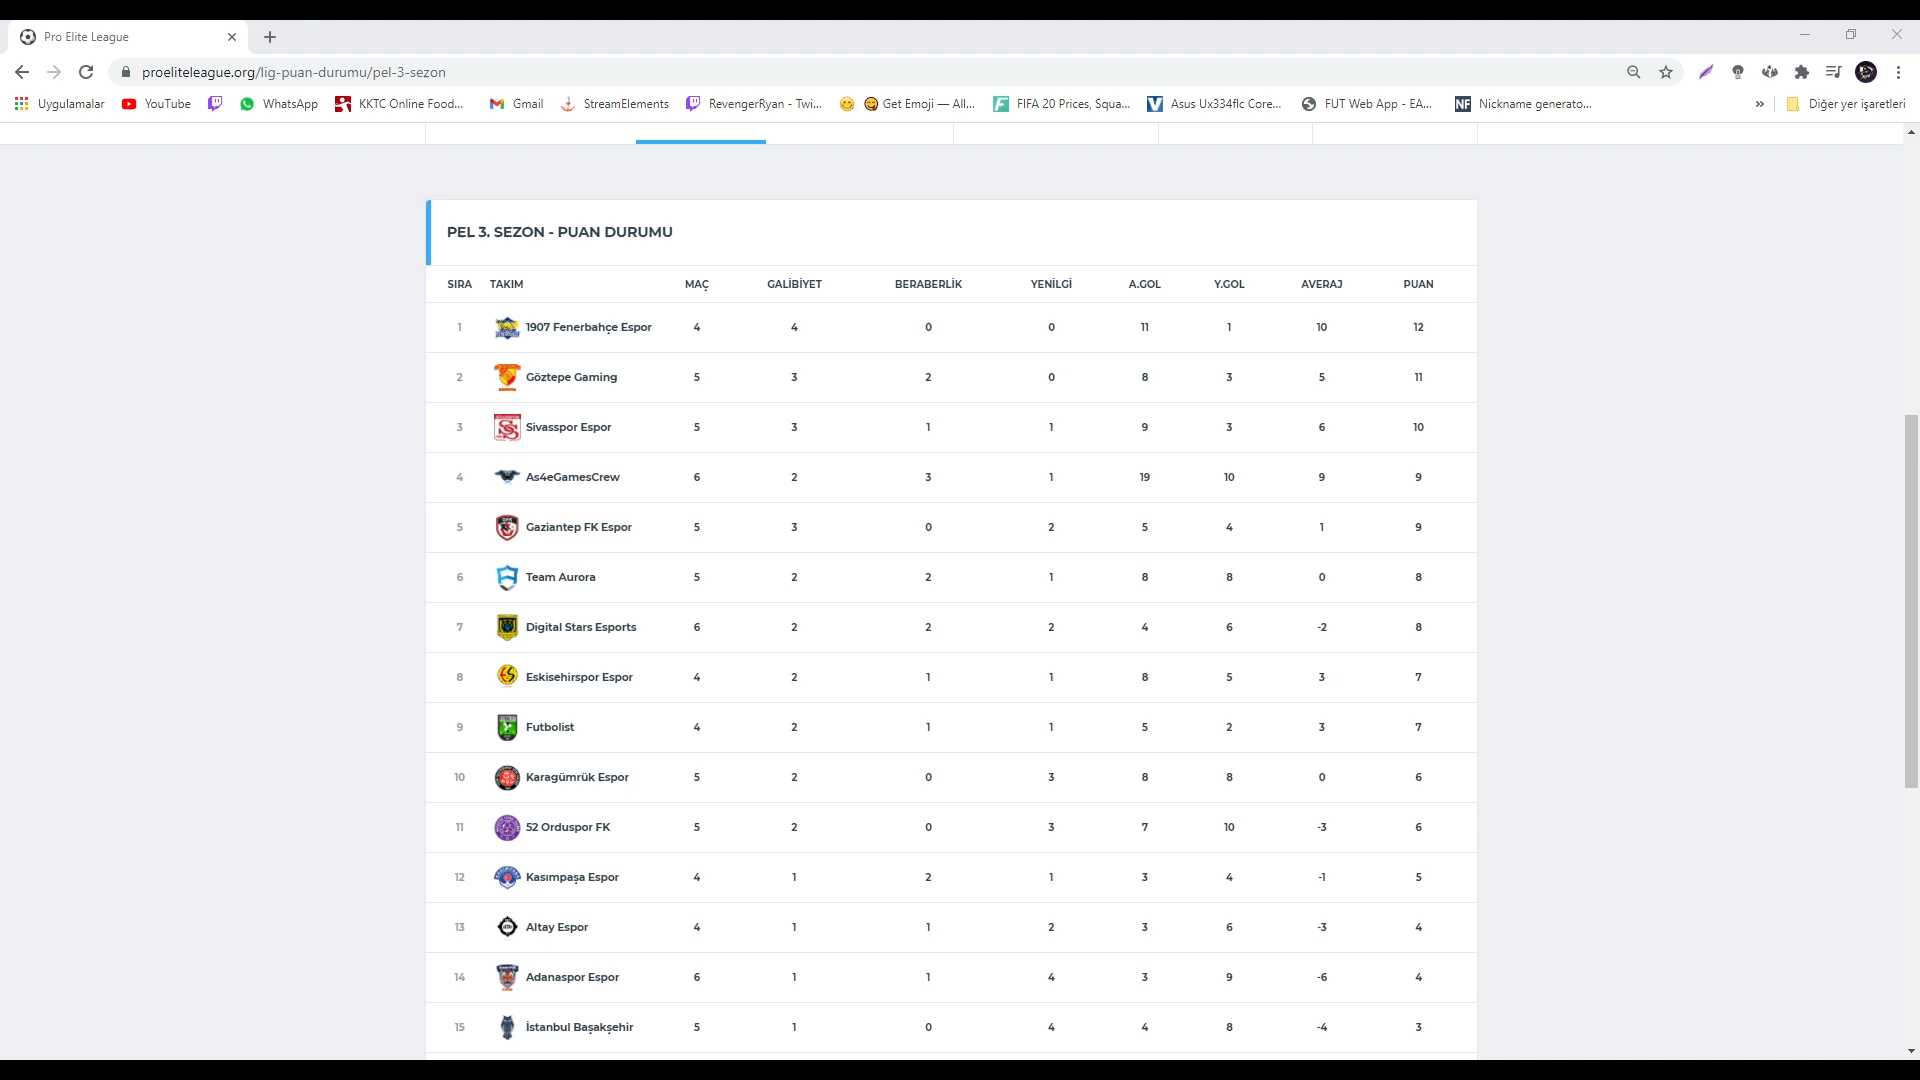 Pro Elite League
proeliteleague.org/lig-puan-durumu/pel-3-sezon
Uygulamalar YouTube WhatsApp KKTC Online Food... Gmail StreamElements RevengerRyan - Twi... Get Emoji — All... FIFA 20 Prices, Squa... Asus Ux334flc Core... FUT Web App - EA... NF Nickname generato... » Diğer yer işaretleri
PEL 3. SEZON - PUAN DURUMU
SIRA TAKIM MAÇ GALİBİYET BERABERLİK YENİLGİ A.GOL Y.GOL AVERAJ PUAN
1 1907 Fenerbahçe Espor 4 4 0 0 11 1 10 12
2 Göztepe Gaming 5 3 2 0 8 3 5 11
3 Sivasspor Espor 5 3 1 1 9 3 6 10
4 As4eGamesCrew 6 2 3 1 19 10 9 9
5 Gaziantep FK Espor 5 3 0 2 5 4 1 9
6 Team Aurora 5 2 2 1 8 8 0 8
7 Digital Stars Esports 6 2 2 2 4 6 -2 8
8 Eskisehirspor Espor 4 2 1 1 8 5 3 7
9 Futbolist 4 2 1 1 5 2 3 7
10 Karagümrük Espor 5 2 0 3 8 8 0 6
11 52 Orduspor FK 5 2 0 3 7 10 -3 6
12 Kasımpaşa Espor 4 1 2 1 3 4 -1 5
13 Altay Espor 4 1 1 2 3 6 -3 4
14 Adanaspor Espor 6 1 1 4 3 9 -6 4
15 İstanbul Başakşehir 5 1 0 4 4 8 -4 3